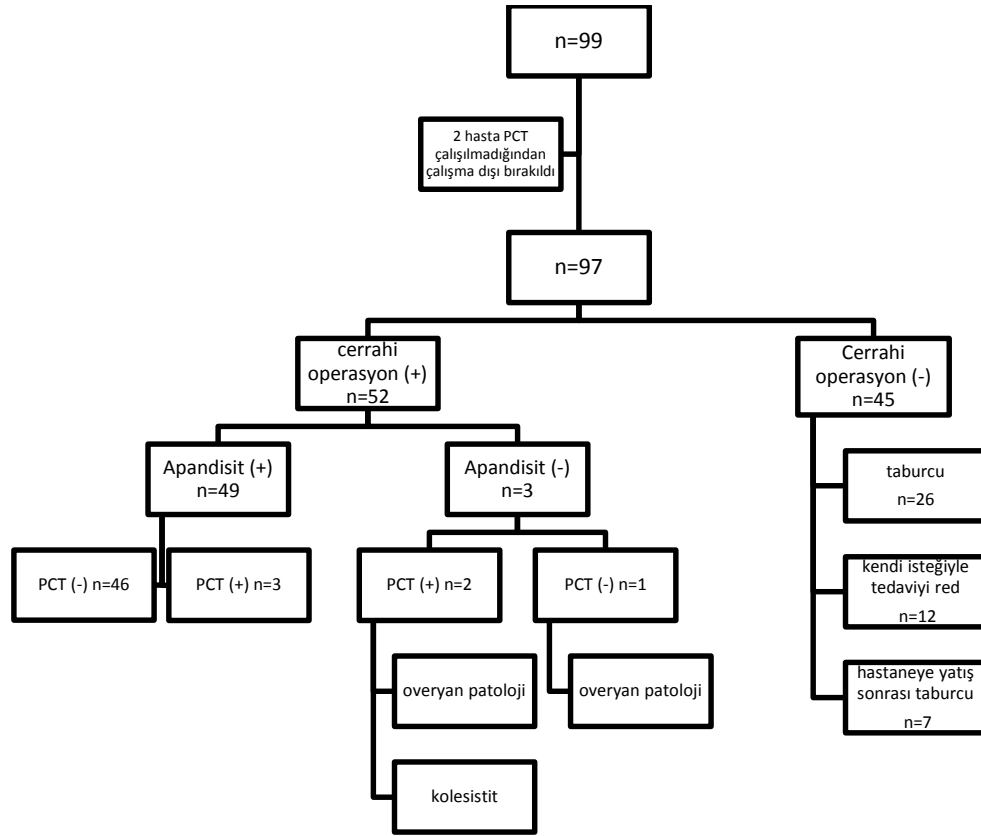 n=99
2 hasta PCT
çalışılmadığından
çalışma dışı bırakıldı
n=97
cerrahi
operasyon (+)
n=52
Cerrahi
operasyon (-)
n=45
Apandisit (+)
n=49
Apandisit (-)
n=3
taburcu
n=26
PCT (-) n=46
PCT (+) n=3
PCT (+) n=2
PCT (-) n=1
kendi isteğiyle
tedaviyi red
n=12
overyan patoloji
overyan patoloji
hastaneye yatış
sonrası taburcu
n=7
kolesistit